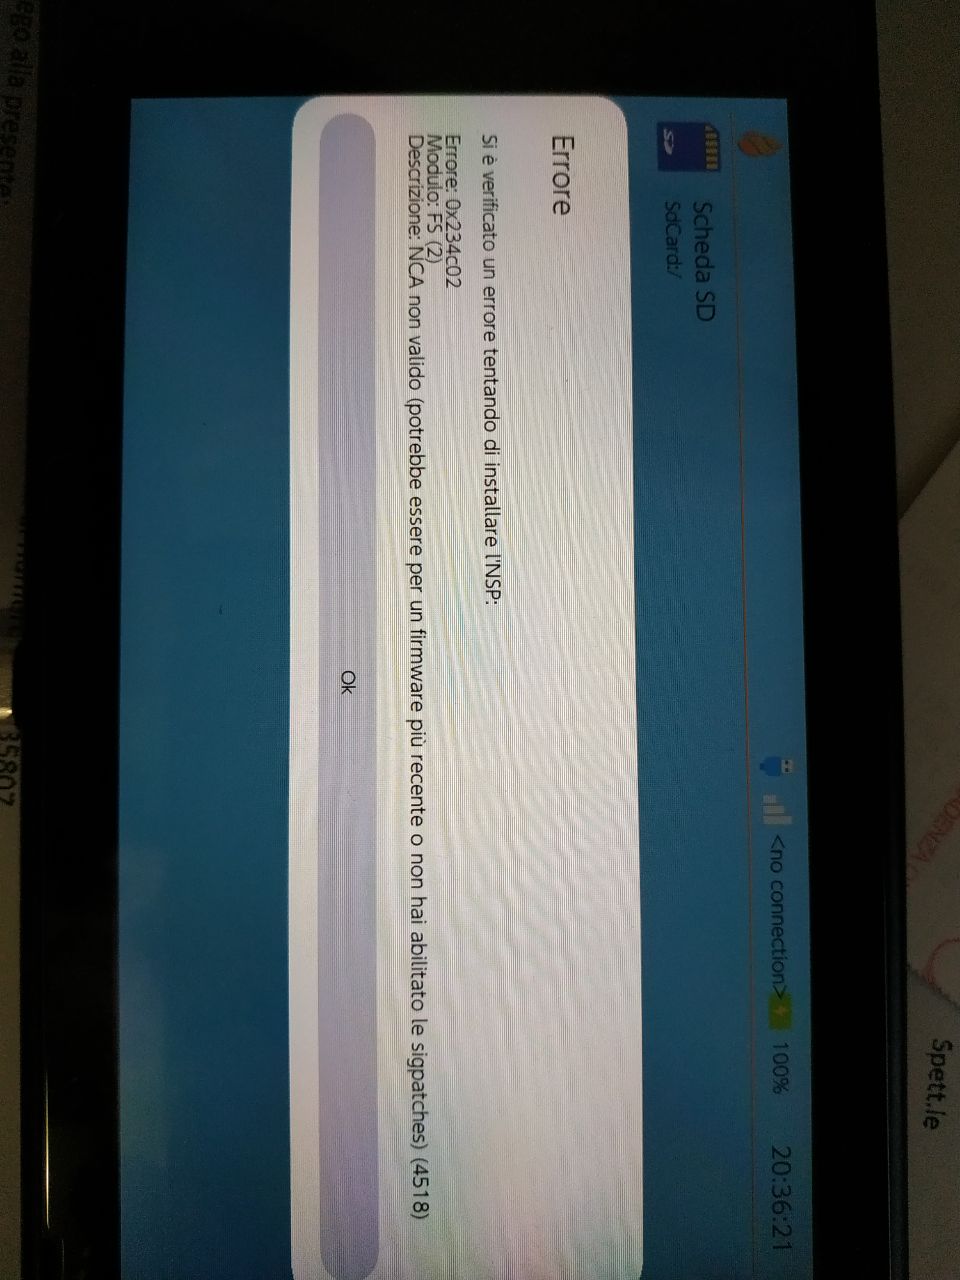 <no connection> 100% 20:36:21
Scheda SD
SdCard:/
Errore
Si è verificato un errore tentando di installare l'NSP:
Errore: 0x234c02
Modulo: FS (2)
Descrizione: NCA non valido (potrebbe essere per un firmware più recente o non hai abilitato le sigpatches) (4518)
Ok
Spett.le
alla presente
35807